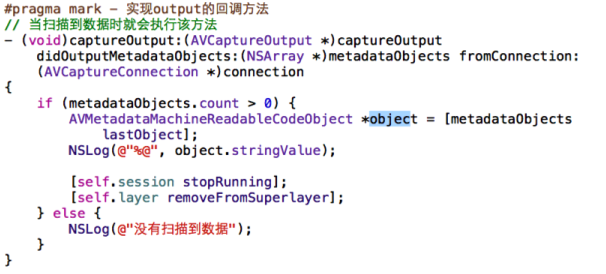 #pragma mark - 实现output的回调方法
// 当扫描到数据时就会执行该方法
- (void)captureOutput:(AVCaptureOutput *)captureOutput
didOutputMetadataObjects:(NSArray *)metadataObjects fromConnection:
(AVCaptureConnection *)connection
{
if (metadataObjects.count > 0) {
AVMetadataMachineReadableCodeObject *object = [metadataObjects
lastObject];
NSLog(@"%@", object.stringValue);
[self.session stopRunning];
[self.layer removeFromSuperlayer];
} else {
NSLog(@"没有扫描到数据");
}
}